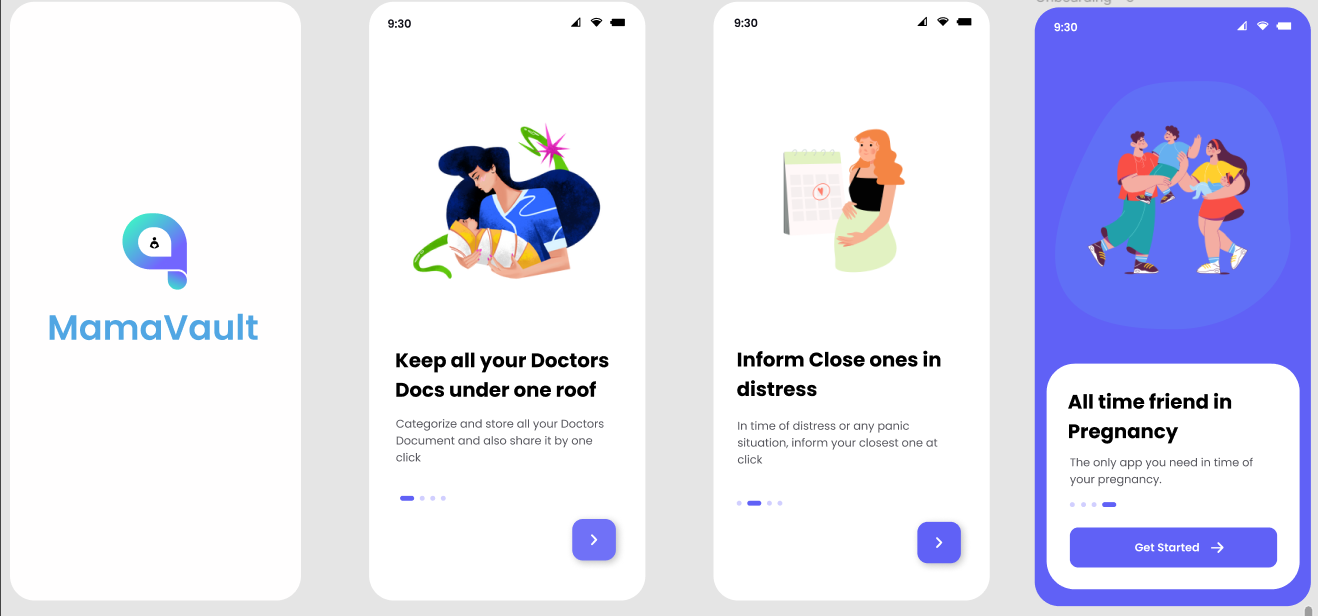 MamaVault
9:30
Keep all your Doctors
Docs under one roof
Categorize and store all your Doctors
Document and also share it by one
click
9:30
Inform Close ones in
distress
In time of distress or any panic
situation, inform your closest one at
click
9:30
All time friend in
Pregnancy
The only app you need in time of
your pregnancy.
Get Started